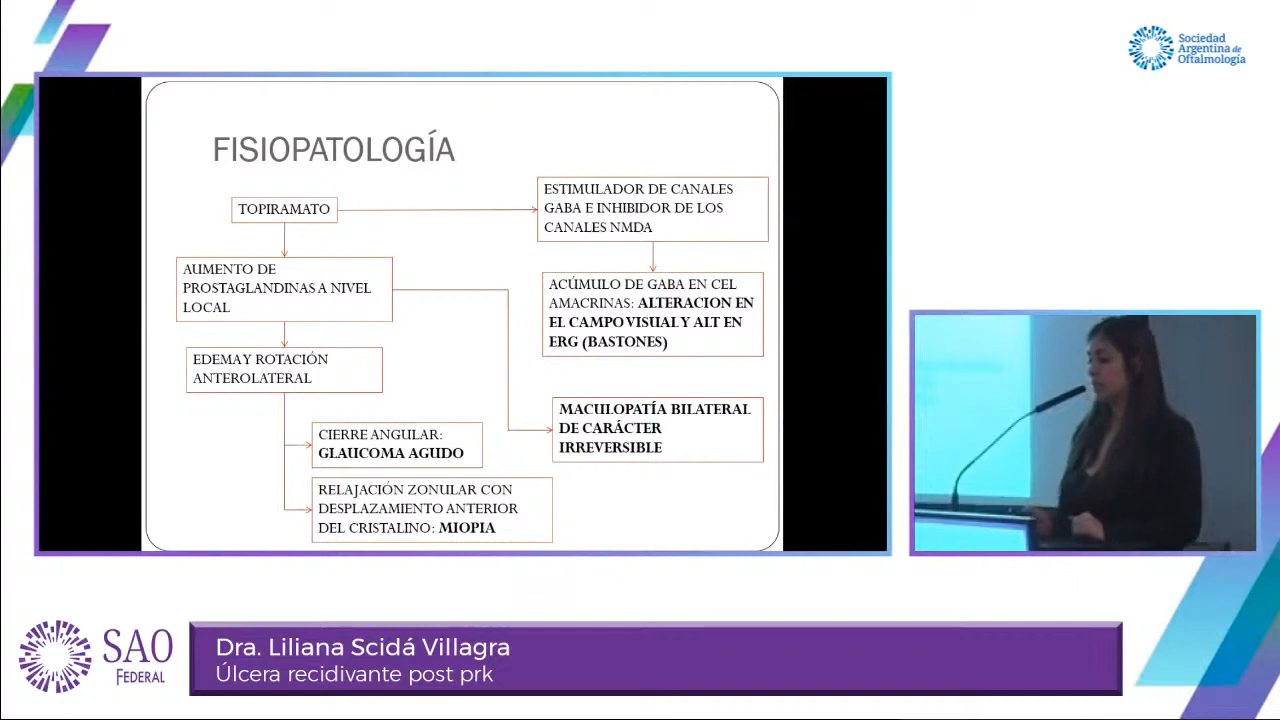 Sociedad
Argentina de
Oftalmología
FISIOPATOLOGÍA
TOPIRAMATO
ESTIMULADOR DE CANALES
GABA E INHIBIDOR DE LOS
CANALES NMDA
AUMENTO DE
PROSTAGLANDINAS A NIVEL
LOCAL
ACÚMULO DE GABA EN CEL
AMACRINAS: ALTERACION EN
EL CAMPO VISUAL Y ALT EN
ERG (BASTONES)
EDEMA Y ROTACIÓN
ANTEROLATERAL
MACULOPATÍA BILATERAL
DE CARÁCTER
IRREVERSIBLE
CIERRE ANGULAR:
GLAUCOMA AGUDO
RELAJACIÓN ZONULAR CON
DESPLAZAMIENTO ANTERIOR
DEL CRISTALINO: MIOPIA
SAO
FEDERAL
Dra. Liliana Scidá Villagra
Úlcera recidivante post prk